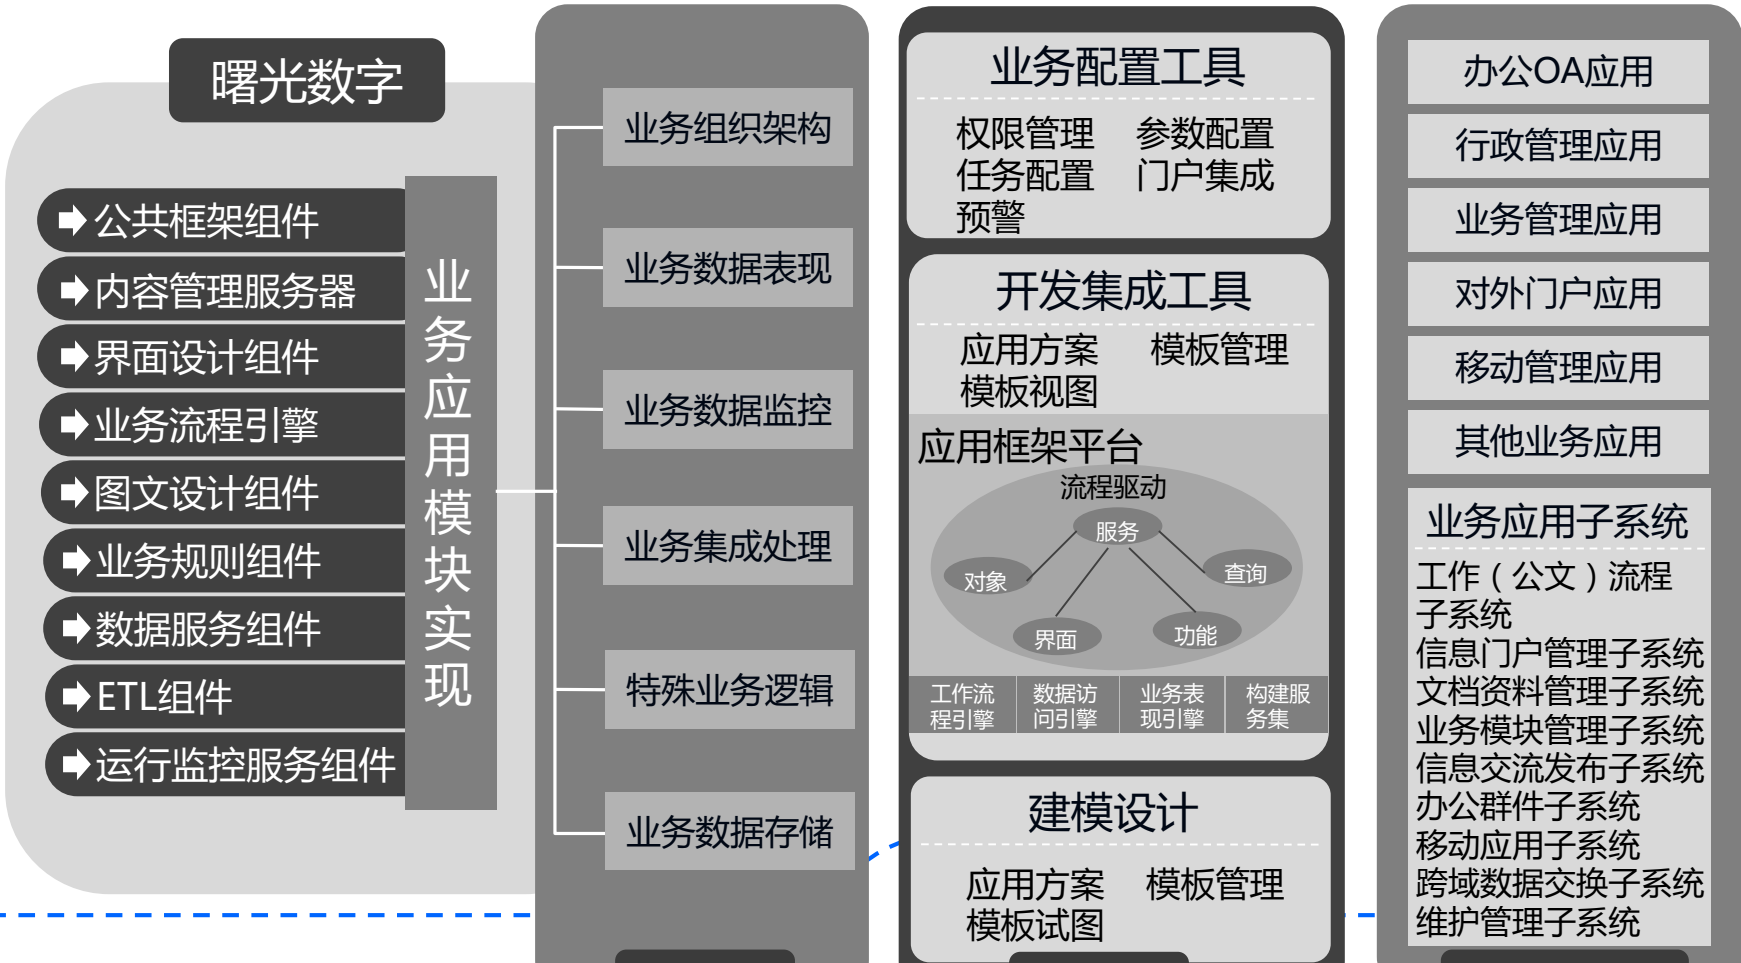 曙光数字
公共框架组件
内容管理服务器
界面设计组件
业务流程引擎
图文设计组件
业务规则组件
数据服务组件
ETL组件
运行监控服务组件
业务应用模块实现
业务组织架构
业务数据表现
业务数据监控
业务集成处理
特殊业务逻辑
业务数据存储
业务配置工具
权限管理 参数配置
任务配置 门户集成
预警
开发集成工具
应用方案 模板管理
模板视图
应用框架平台
流程驱动
服务
对象
查询
界面
功能
工作流
程引擎
数据访
问引擎
业务表
现引擎
构建服
务集
建模设计
应用方案 模板管理
模板试图
办公OA应用
行政管理应用
业务管理应用
对外门户应用
移动管理应用
其他业务应用
业务应用子系统
工作（公文）流程
子系统
信息门户管理子系统
文档资料管理子系统
业务模块管理子系统
信息交流发布子系统
办公群件子系统
移动应用子系统
跨域数据交换子系统
维护管理子系统